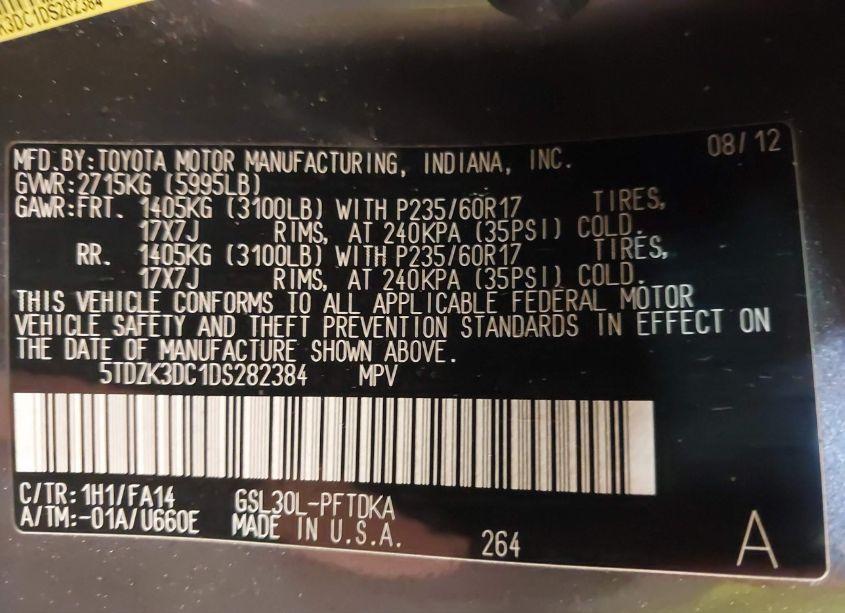 K3DC1DS282384
08/12
MFD.BY:TOYOTA MOTOR MANUFACTURING, INDIANA, INC.
GVWR:2715KG (5995LB)
GAWR:FRT. 1405KG (3100LB) WITH P235/60R17 TIRES,
17X7J RIMS, AT 240KPA (35PSI) COLD.
RR. 1405KG (3100LB) WITH P235/60R17 TIRES,
17X7J RIMS, AT 240KPA (35PSI) COLD.
THIS VEHICLE CONFORMS TO ALL APPLICABLE FEDERAL MOTOR
VEHICLE SAFETY AND THEFT PREVENTION STANDARDS IN EFFECT ON
THE DATE OF MANUFACTURE SHOWN ABOVE.
5TDZK3DC1DS282384 MPV
C/TR:1H1/FA14 GSL30L-PFTDKA
A/TM:-01A/U660E MADE IN U.S.A. 264 A